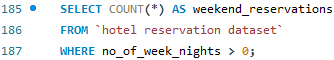 185 SELECT COUNT(*) AS weekend_reservations
186 FROM `hotel reservation dataset`
187 WHERE no_of_week_nights > 0;